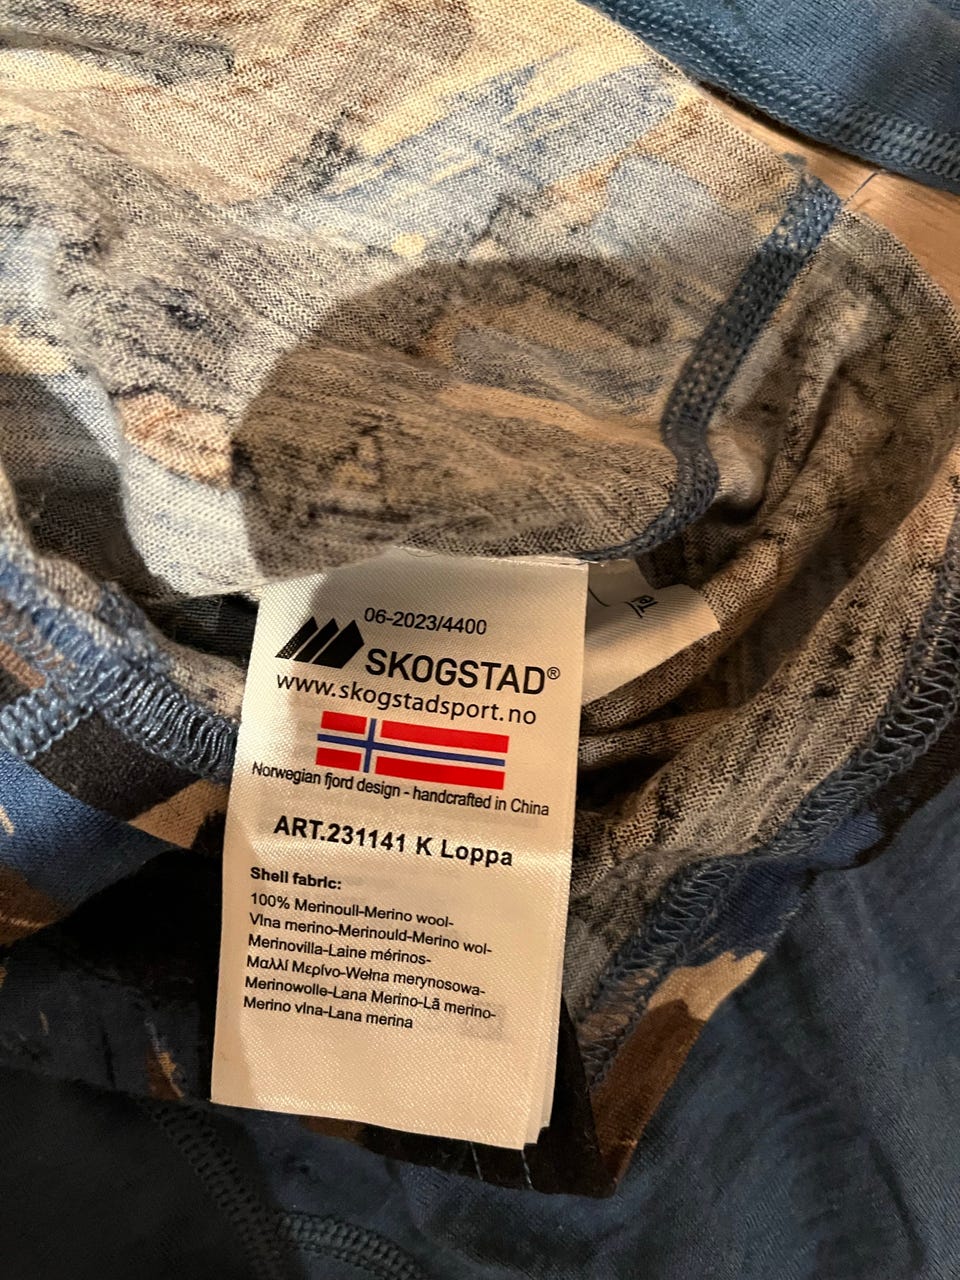 06-2023/4400
SKOGSTAD®
www.skogstadsport.no
Norwegian fjord design - handcrafted in China
ART.231141 K Loppa
Shell fabric:
100% Merinoull-Merino wool-
Vlna merino-Merinould-Merino wol-
Merinovilla-Laine mérinos-
Μαλλί Μερίνο-Wełna merynosowa-
Merinowolle-Lana Merino-Lã merino-
Merino vlna-Lana merina